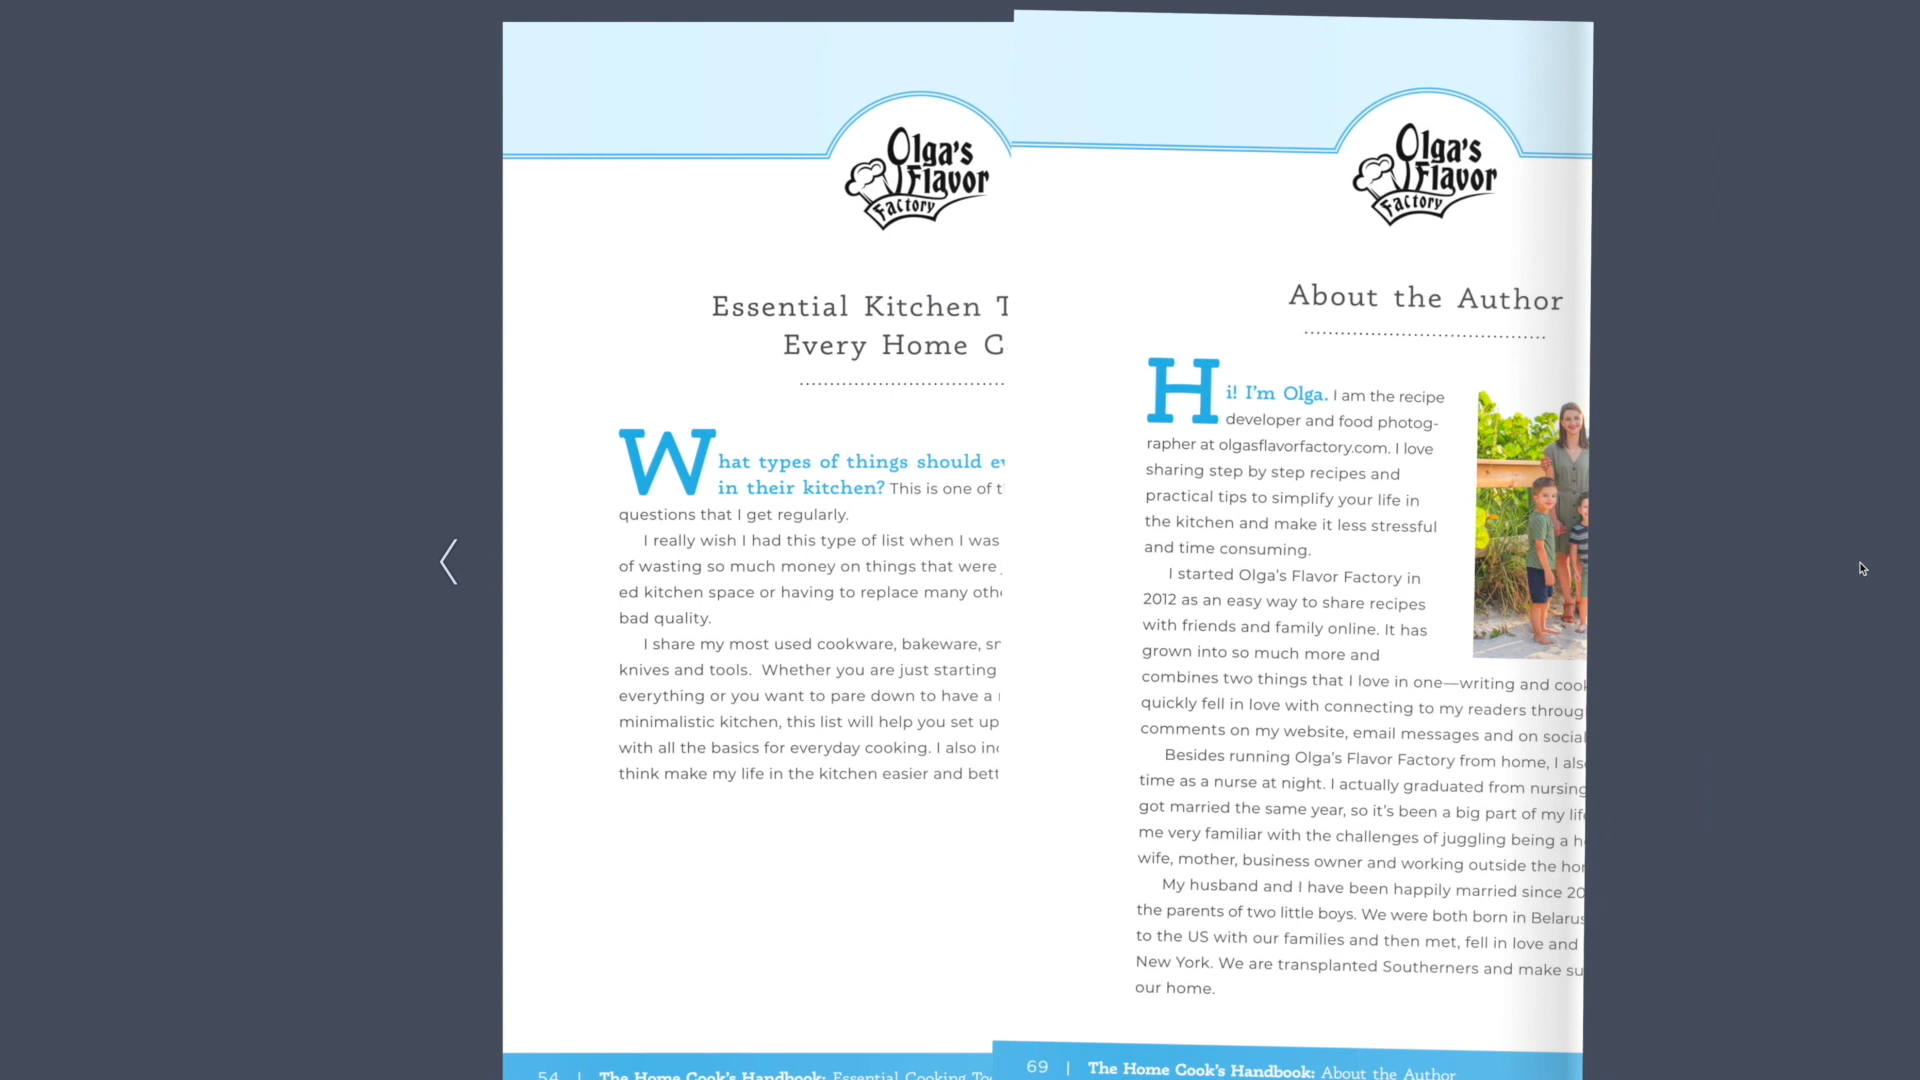 Olga's
Flavor
Factory
Essential Kitchen
Every Home
What types of things should
in their kitchen? This is one of
questions that I get regularly.
I really wish I had this type of list when I was
of wasting so much money on things that were
ed kitchen space or having to replace many
bad quality.
I share my most used cookware, bakeware,
knives and tools. Whether you are just starting
everything or you want to pare down to have a
minimalistic kitchen, this list will help you set up
with all the basics for everyday cooking. I also
think make my life in the kitchen easier and
54 | The Home Cook's Handbook: Essential Cooking
Olga's
Flavor
Factory
About the Author
Hi! I'm Olga. I am the recipe
developer and food photog-
rapher at olgasflavorfactory.com. I love
sharing step by step recipes and
practical tips to simplify your life in
the kitchen and make it less stressful
and time consuming.
I started Olga's Flavor Factory in
2012 as an easy way to share recipes
with friends and family online. It has
grown into so much more and
combines two things that I love in one—writing and
quickly fell in love with connecting to my readers
comments on my website, email messages and on social
Besides running Olga's Flavor Factory from home, I
time as a nurse at night. I actually graduated from nursing
got married the same year, so it's been a big part of my
me very familiar with the challenges of juggling being a
wife, mother, business owner and working outside the
My husband and I have been happily married since
the parents of two little boys. We were both born in
to the US with our families and then met, fell in love and
New York. We are transplanted Southerners and make
our home.
69 | The Home Cook's Handbook: About the Author